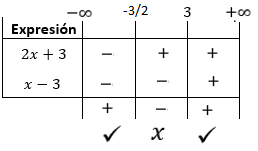 −∞ -3/2 3 +∞
Expresión
2x + 3 − + +
x − 3 − − +
+ − +
✓ x ✓